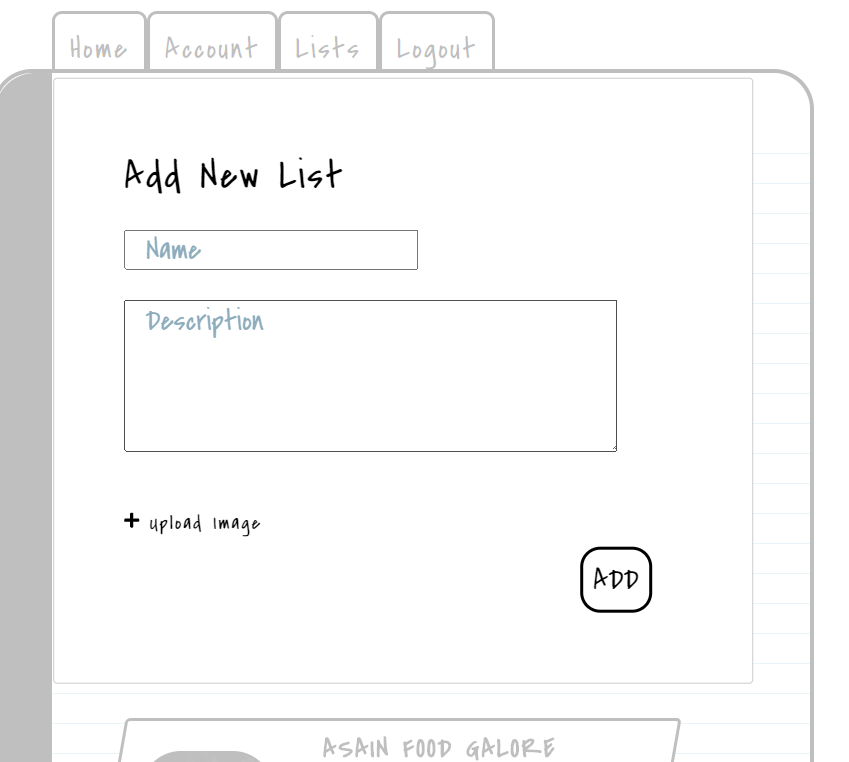 Home Account Lists Logout
Add New List
Name
Description
+ Upload Image
ADD
ASAIN FOOD GALORE